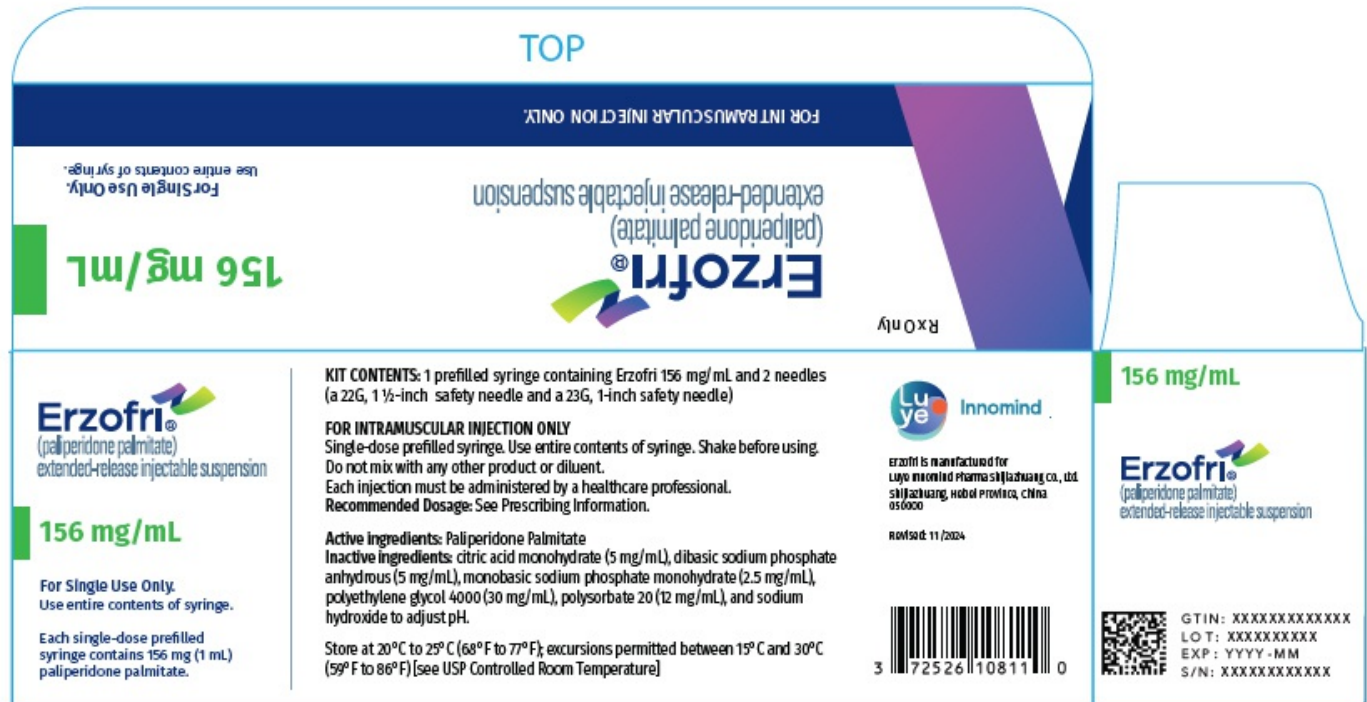 TOP
FOR INTRAMUSCULAR INJECTION ONLY.
For Single Use Only.
Use entire contents of syringe.
156 mg/mL
Erzofri®
(paliperidone palmitate)
extended-release injectable suspension
Rx Only
Erzofri®
(paliperidone palmitate)
extended-release injectable suspension
156 mg/mL
For Single Use Only.
Use entire contents of syringe.
Each single-dose prefilled
syringe contains 156 mg (1 mL)
paliperidone palmitate.
KIT CONTENTS: 1 prefilled syringe containing Erzofri 156 mg/mL and 2 needles
(a 22G, 1 ½-inch safety needle and a 23G, 1-inch safety needle)
FOR INTRAMUSCULAR INJECTION ONLY
Single-dose prefilled syringe. Use entire contents of syringe. Shake before using.
Do not mix with any other product or diluent.
Each injection must be administered by a healthcare professional.
Recommended Dosage: See Prescribing Information.
Active ingredients: Paliperidone Palmitate
Inactive ingredients: citric acid monohydrate (5 mg/mL), dibasic sodium phosphate
anhydrous (5 mg/mL), monobasic sodium phosphate monohydrate (2.5 mg/mL),
polyethylene glycol 4000 (30 mg/mL), polysorbate 20 (12 mg/mL), and sodium
hydroxide to adjust pH.
Store at 20°C to 25°C (68°F to 77°F); excursions permitted between 15°C and 30°C
(59°F to 86°F) [see USP Controlled Room Temperature]
Luye Innomind
Erzofri is manufactured for
Luye Innomind Pharma Shijiazhuang Co., Ltd.
Shijiazhuang, Hebei Province, China
050000
Revised: 11/2024
3 72526 10811 0
156 mg/mL
Erzofri®
(paliperidone palmitate)
extended-release injectable suspension
GTIN: XXXXXXXXXXXXX
LOT: XXXXXXXXXX
EXP: YYYY-MM
S/N: XXXXXXXXXXXX